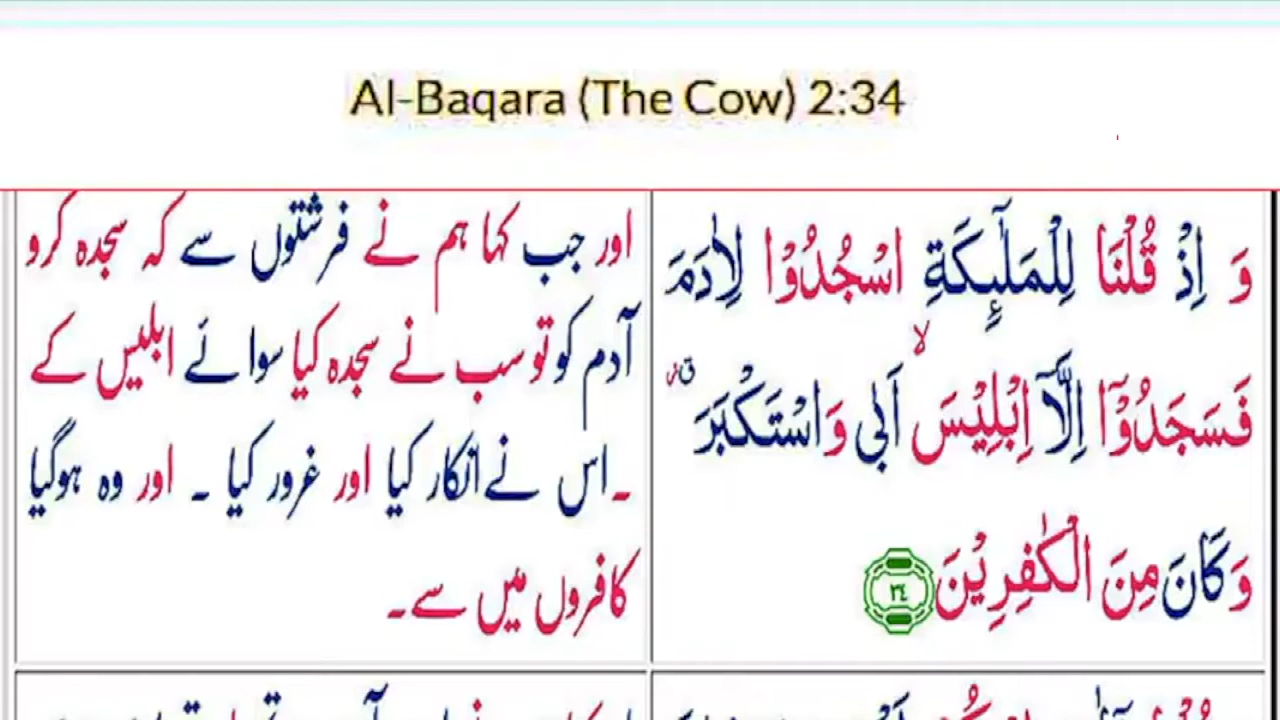 Al-Baqara (The Cow) 2:34
وَ اِذْ قُلْنَا لِلْمَلٰٓىِٕكَةِ اسْجُدُوْا لِاٰدَمَ
فَسَجَدُوْۤا اِلَّاۤ اِبْلِيْسَ ؕ اَبٰى وَاسْتَكْبَرَ ٘ۗ
وَكَانَ مِنَ الْكٰفِرِيْنَ ٣٤
اور جب کہا ہم نے فرشتوں سے کہ سجدہ کرو
آدم کو تو سب نے سجدہ کیا سوائے ابلیس کے
۔اس نے انکار کیا اور غرور کیا ۔ اور وہ ہوگیا
کافروں میں سے۔